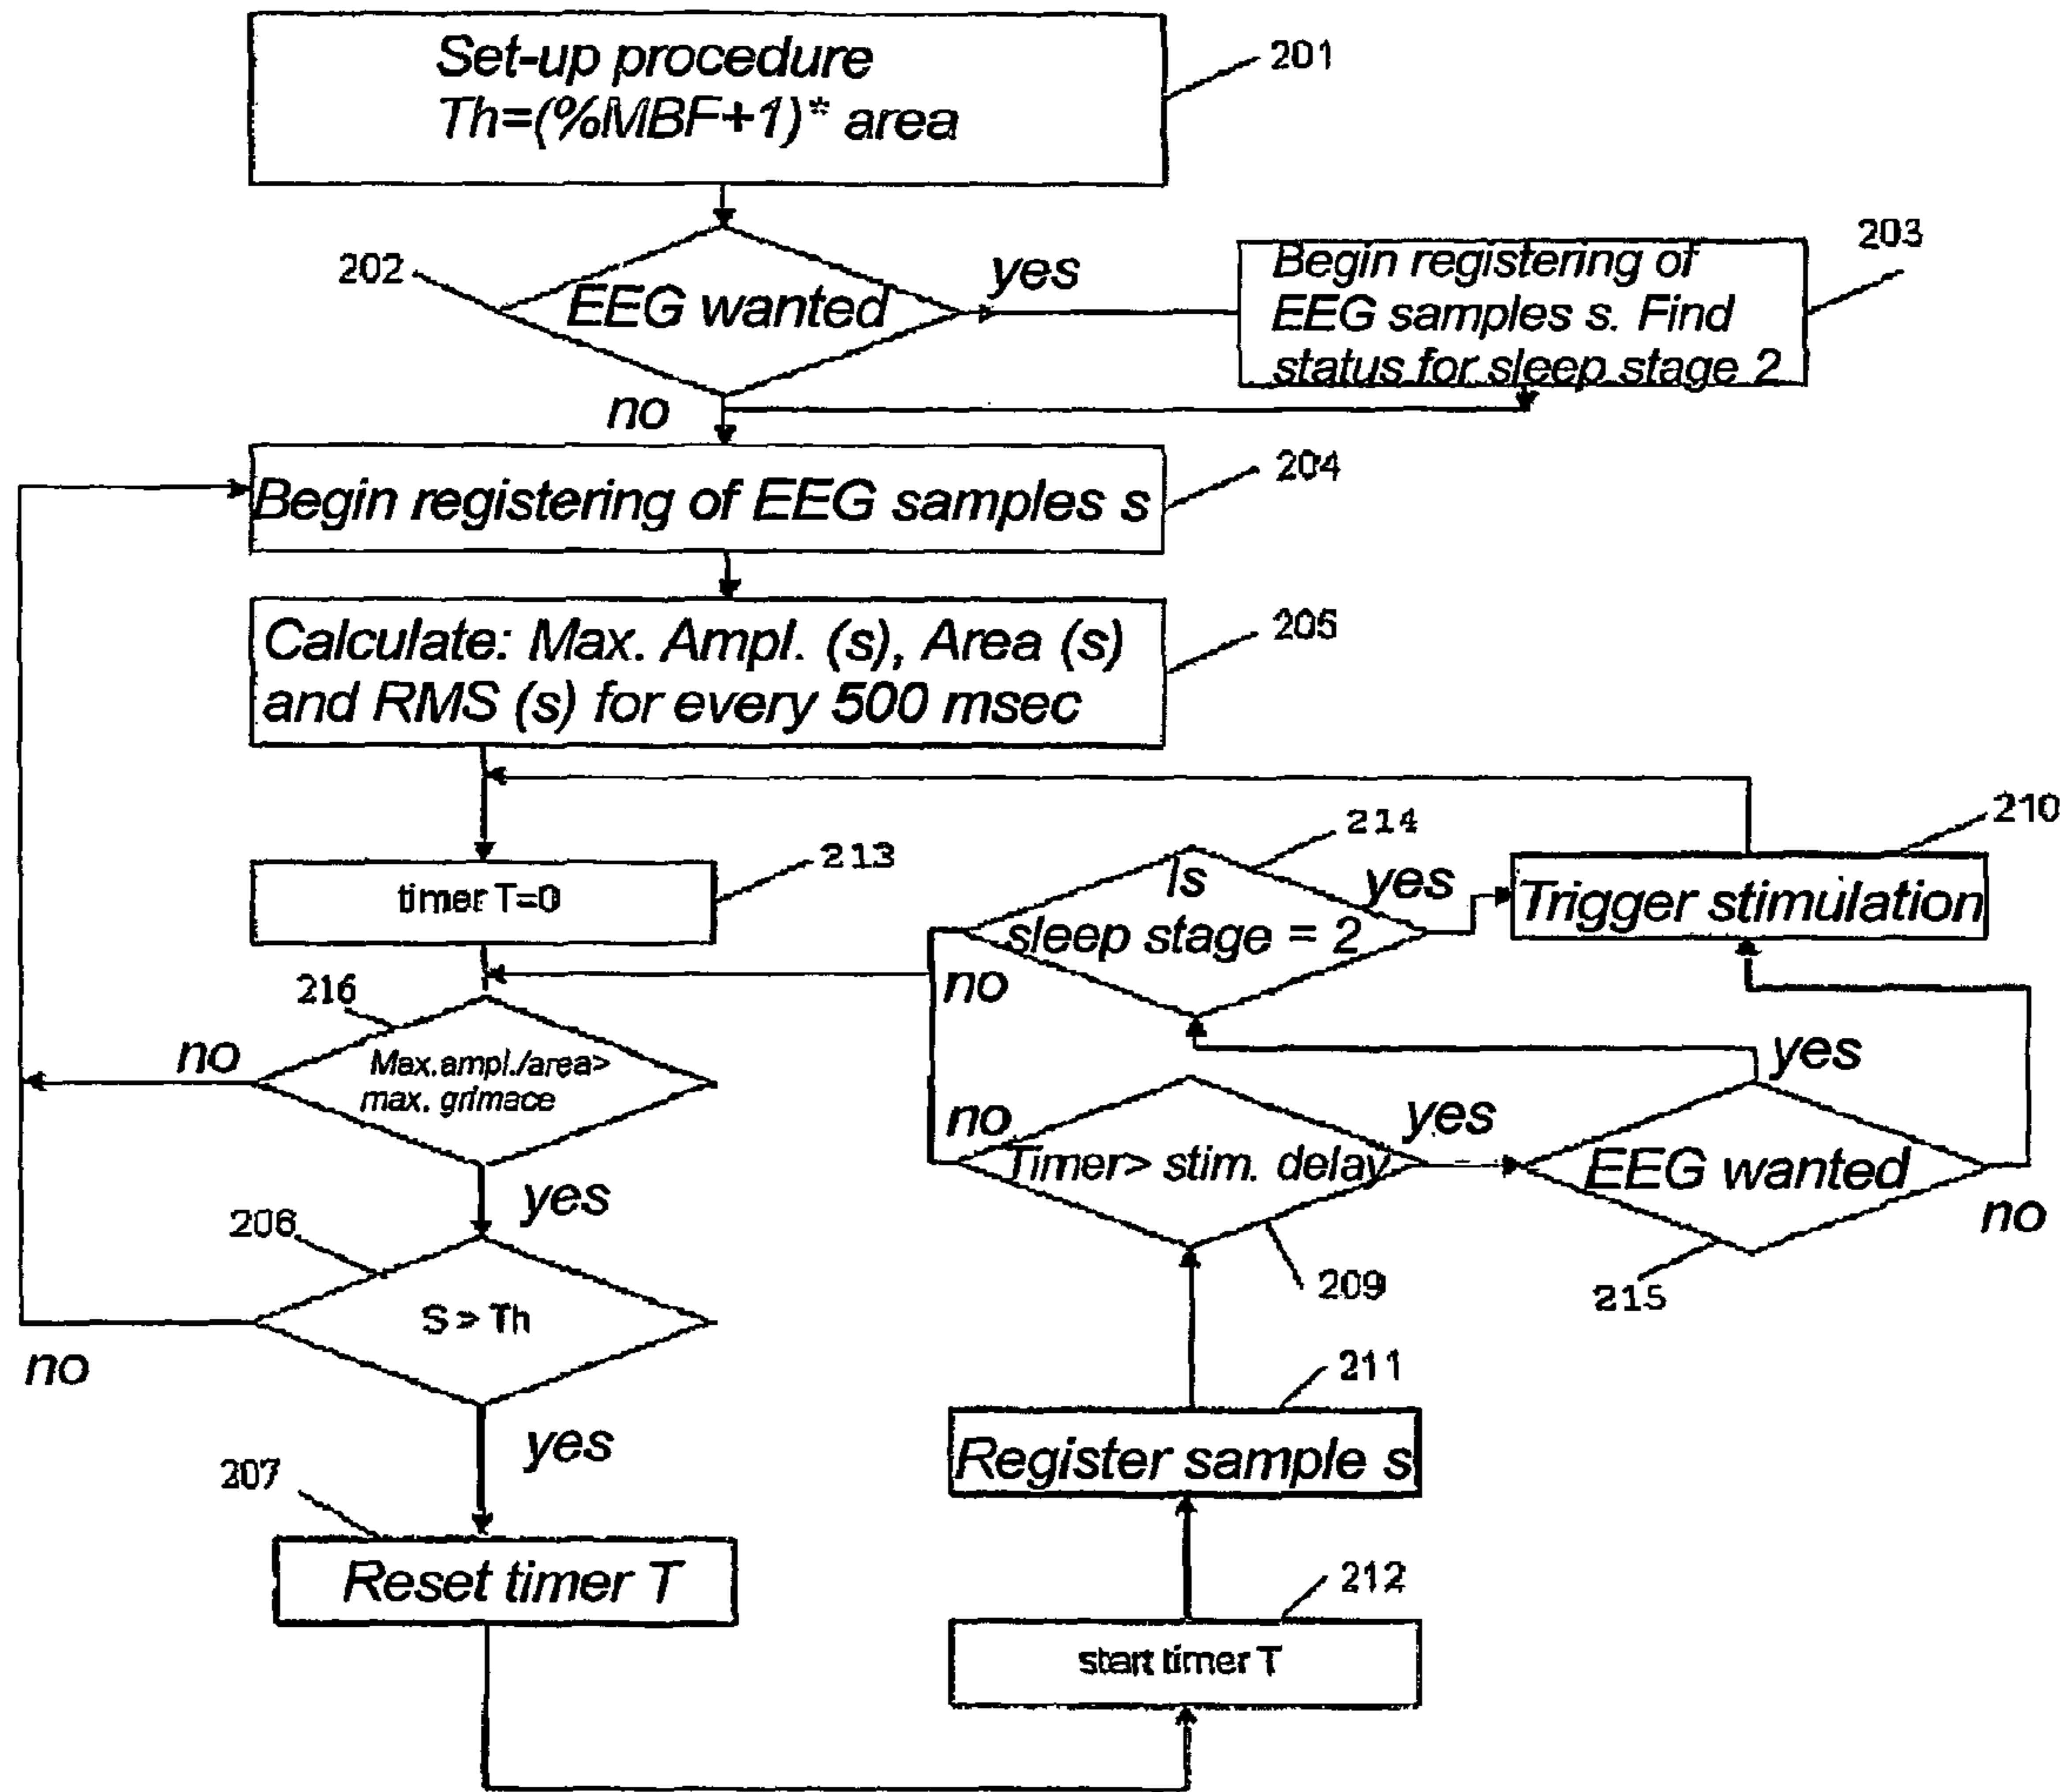 Set-up procedure
Th=(%MBF+1)* area
201
202
EEG wanted
yes
no
203
Begin registering of
EEG samples s. Find
status for sleep stage 2
204
Begin registering of EEG samples s
205
Calculate: Max. Ampl. (s), Area (s)
and RMS (s) for every 500 msec
213
timer T=0
214
Is
sleep stage = 2
yes
no
210
Trigger stimulation
216
Max.ampl./area>
max. grimace
no
yes
no
Timer> stim. delay
yes
209
yes
EEG wanted
no
215
206
S > Th
no
yes
211
Register sample s
207
Reset timer T
212
start timer T